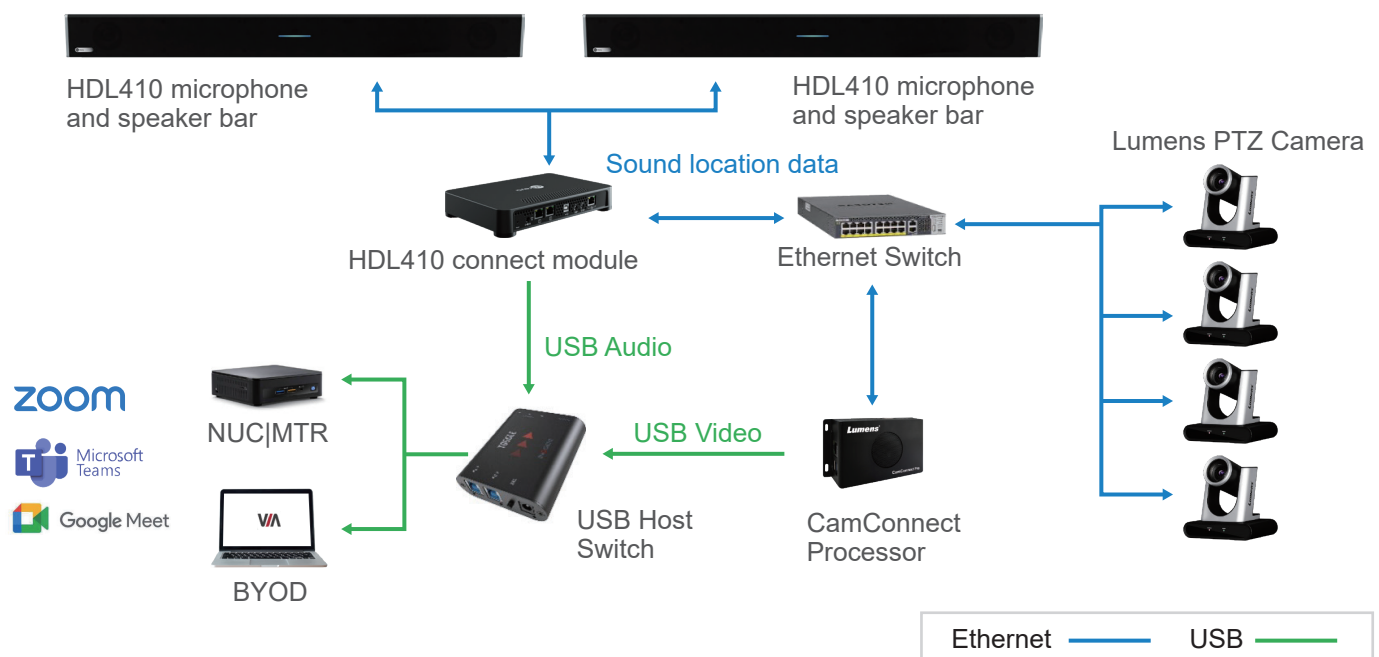 HDL410 microphone
and speaker bar
HDL410 microphone
and speaker bar
Lumens PTZ Camera
Sound location data
HDL410 connect module
Ethernet Switch
USB Audio
zoom
NUC|MTR
USB Video
Lumens
CamConnect Pro
Microsoft
Teams
Google Meet
VIA
BYOD
USB Host
Switch
CamConnect
Processor
Ethernet
USB